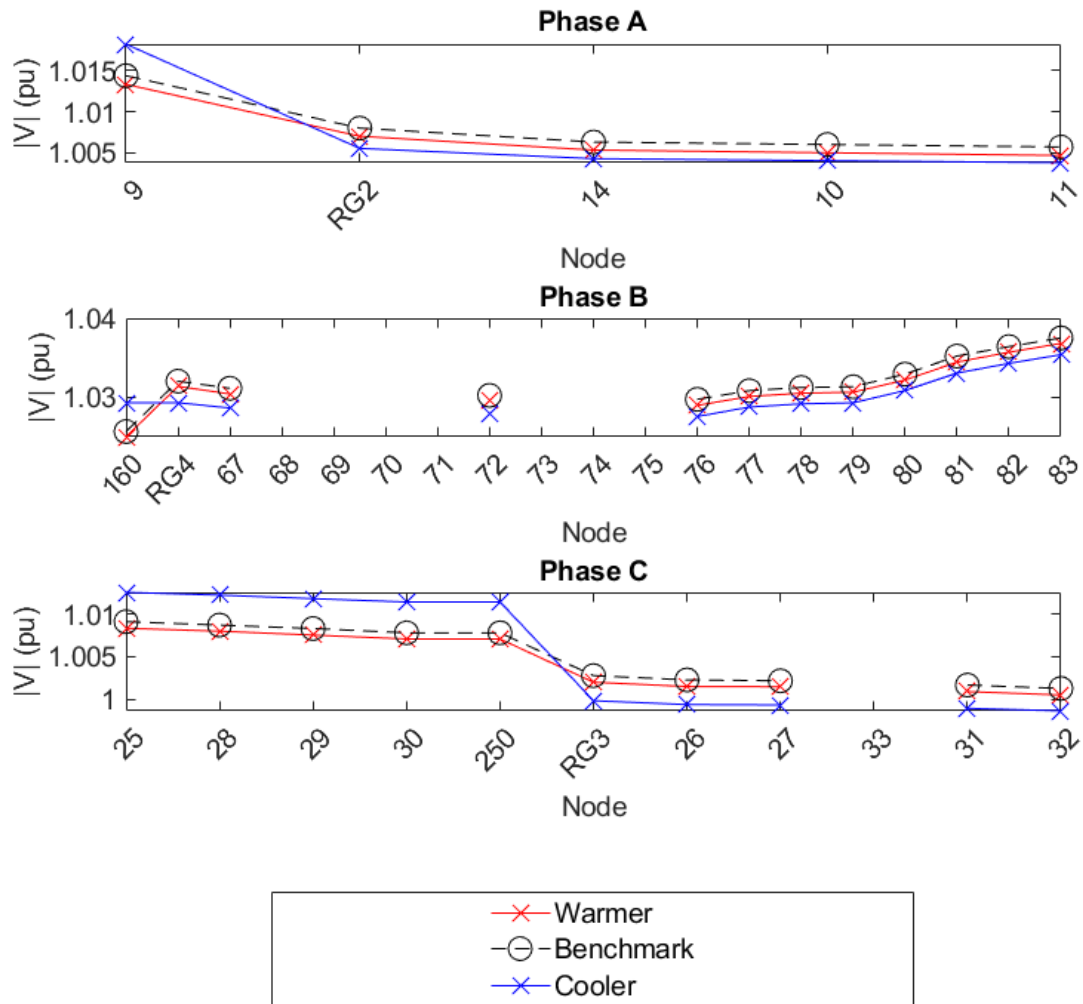 Phase A
|V| (pu)
1.015
1.01
1.005
9 RG2 14 10 11
Node
Phase B
|V| (pu)
1.04
1.03
160 RG4 67 68 69 70 71 72 73 74 75 76 77 78 79 80 81 82 83
Node
Phase C
|V| (pu)
1.01
1.005
1
25 28 29 30 250 RG3 26 27 33 31 32
Node
Warmer
Benchmark
Cooler